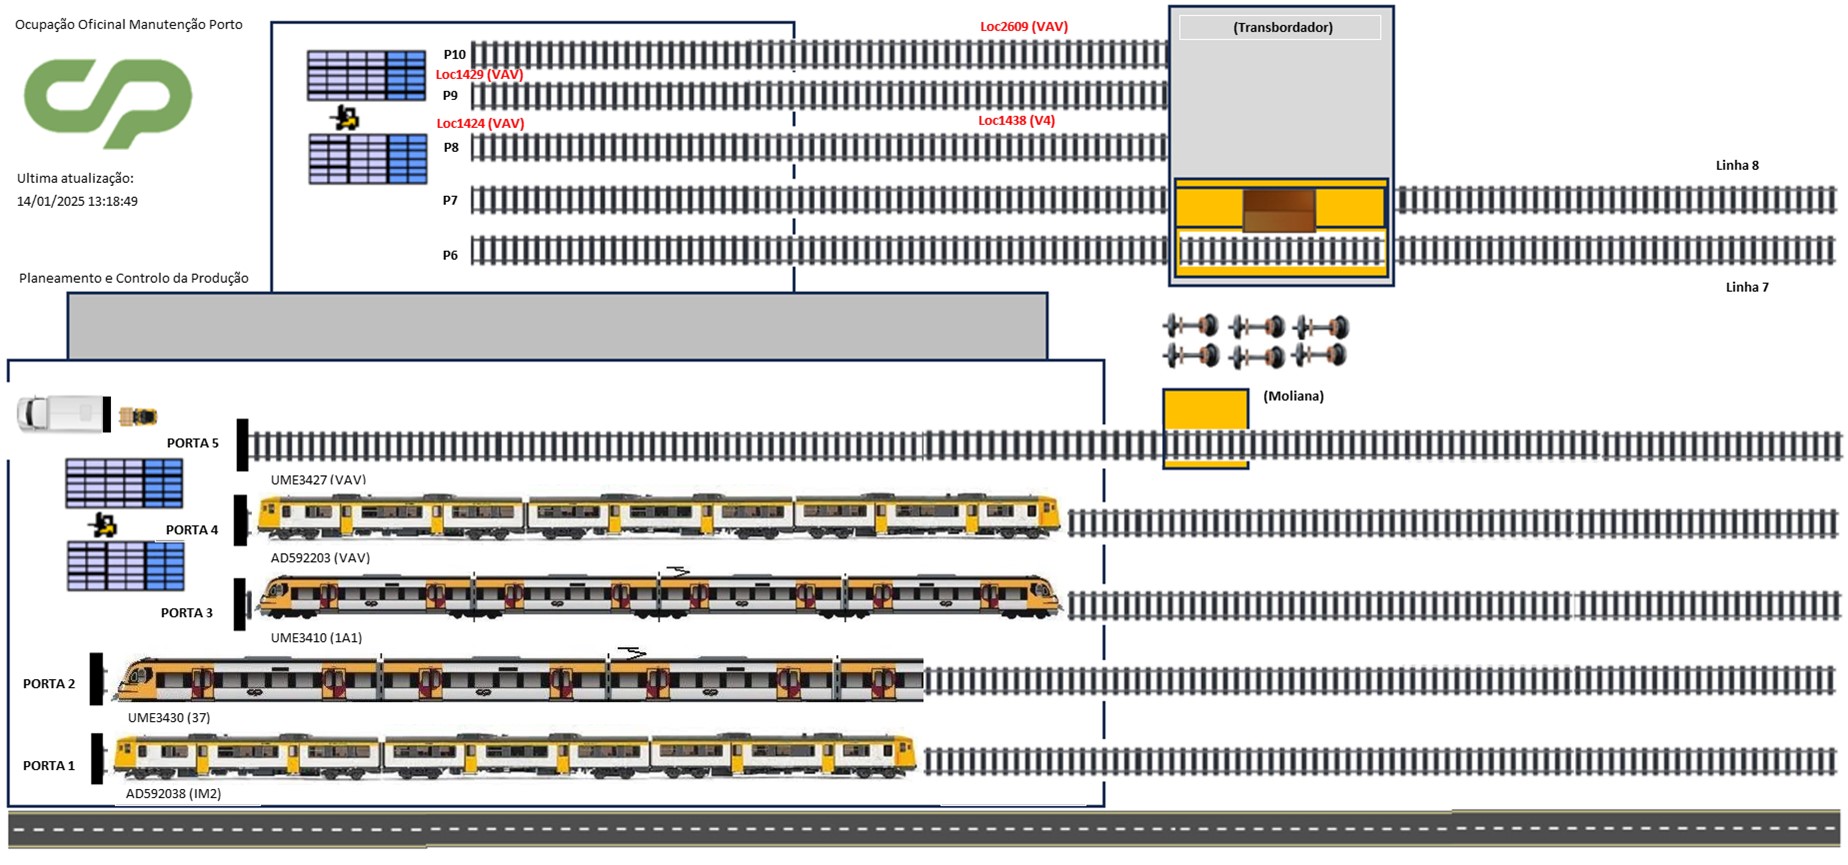 Ocupação Oficinal Manutenção Porto
cp
Ultima atualização:
14/01/2025 13:18:49
Planeamento e Controlo da Produção
Loc2609 (VAV)
(Transbordador)
P10
Loc1429 (VAV)
P9
Loc1424 (VAV)
Loc1438 (V4)
P8
Linha 8
P7
P6
Linha 7
(Moliana)
PORTA 5
UME3427 (VAV)
PORTA 4
AD592203 (VAV)
PORTA 3
UME3410 (1A1)
PORTA 2
UME3430 (37)
PORTA 1
AD592038 (IM2)